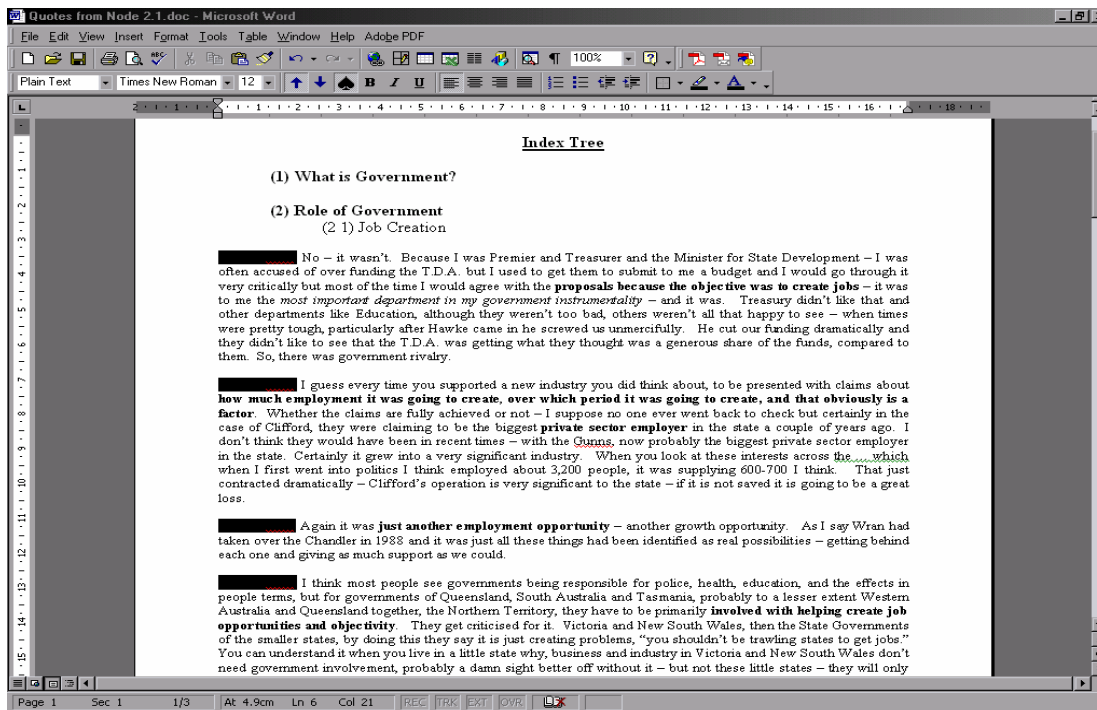 Quotes from Node 2.1.doc - Microsoft Word
File Edit View Insert Format Tools Table Window Help Adobe PDF
100%
Plain Text Times New Roman 12 B I U A
2 1 1 2 3 4 5 6 7 8 9 10 11 12 13 14 15 16 18
Index Tree
(1) What is Government?
(2) Role of Government
(2 1) Job Creation
No – it wasn't. Because I was Premier and Treasurer and the Minister for State Development – I was
often accused of over funding the T.D.A. but I used to get them to submit to me a budget and I would go through it
very critically but most of the time I would agree with the proposals because the objective was to create jobs – it was
to me the most important department in my government instrumentality – and it was. Treasury didn't like that and
other departments like Education, although they weren't too bad, others weren't all that happy to see – when times
were pretty tough, particularly after Hawke came in he screwed us unmercifully. He cut our funding dramatically and
they didn't like to see that the T.D.A. was getting what they thought was a generous share of the funds, compared to
them. So, there was government rivalry.
I guess every time you supported a new industry you did think about, to be presented with claims about
how much employment it was going to create, over which period it was going to create, and that obviously is a
factor. Whether the claims are fully achieved or not – I suppose no one ever went back to check but certainly in the
case of Clifford, they were claiming to be the biggest private sector employer in the state a couple of years ago. I
don't think they would have been in recent times – with the Gunns, now probably the biggest private sector employer
in the state. Certainly it grew into a very significant industry. When you look at these interests across the.... which
when I first went into politics I think employed about 3,200 people, it was supplying 600-700 I think. That just
contracted dramatically – Clifford's operation is very significant to the state – if it is not saved it is going to be a great
loss.
Again it was just another employment opportunity – another growth opportunity. As I say Wran had
taken over the Chandler in 1988 and it was just all these things had been identified as real possibilities – getting behind
each one and giving as much support as we could.
I think most people see governments being responsible for police, health, education, and the effects in
people terms, but for governments of Queensland, South Australia and Tasmania, probably to a lesser extent Western
Australia and Queensland together, the Northern Territory, they have to be primarily involved with helping create job
opportunities and objectivity. They get criticised for it. Victoria and New South Wales, then the State Governments
of the smaller states, by doing this they say it is just creating problems, "you shouldn't be trawling states to get jobs."
You can understand it when you live in a little state why, business and industry in Victoria and New South Wales don't
need government involvement, probably a damn sight better off without it – but not these little states – they will only
Page 1 Sec 1 1/3 At 4.9cm Ln 6 Col 21 REC TRK EXT OVR